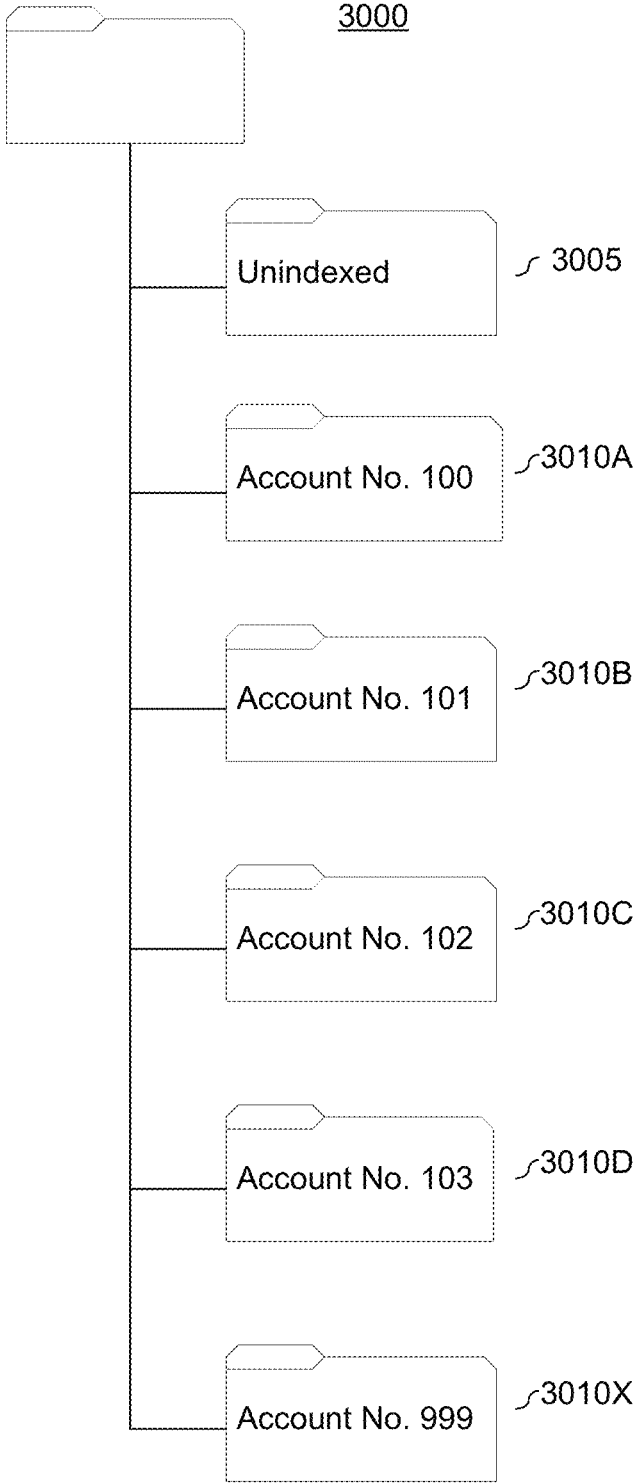 3000
Unindexed
3005
Account No. 100
3010A
Account No. 101
3010B
Account No. 102
3010C
Account No. 103
3010D
Account No. 999
3010X